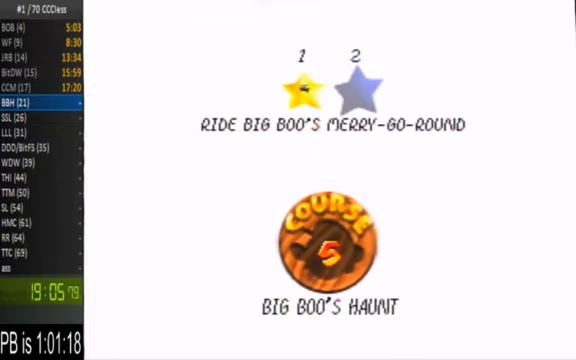 #1 / 70 CCCless
BOB (4) 5:03
WF (9) 8:30
JRB (14) 13:34
BitDW (15) 15:59
CCM (17) 17:20
BBH (21) -
SSL (26) -
LLL (31) -
DDD/BitFS (35) -
WDW (39) -
THI (44) -
TTM (50) -
SL (54) -
HMC (61) -
RR (64) -
TTC (69) -
ass -
19:05.79
PB is 1:01:18
1 2
RIDE BIG BOO'S MERRY-GO-ROUND
COURSE
5
BIG BOO'S HAUNT